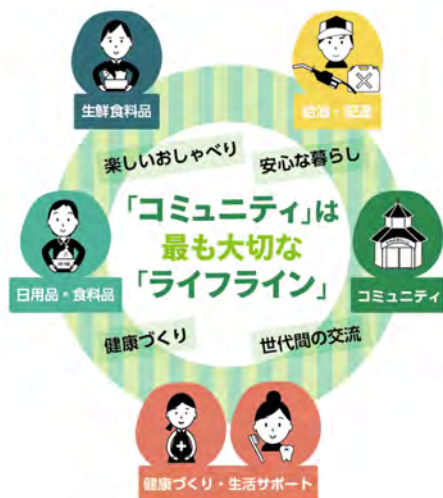 生鮮食料品
給油・配達
楽しいおしゃべり
安心な暮らし
「コミュニティ」は
最も大切な
「ライフライン」
日用品・食料品
コミュニティ
健康づくり
世代間の交流
健康づくり・生活サポート